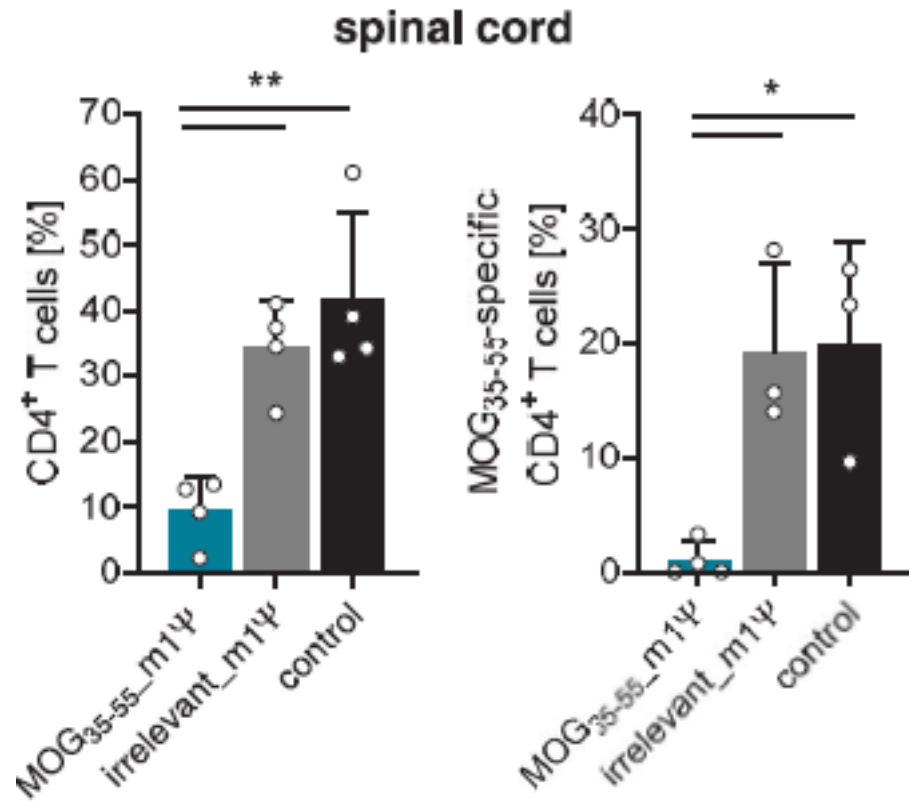 spinal cord
**
CD4⁺ T cells [%]
70
60
50
40
30
20
10
0
MOG₃₅₋₅₅_m1Ψ
irrelevant_m1Ψ
control
*
MOG₃₅₋₅₅-specific
CD4⁺ T cells [%]
40
30
20
10
0
MOG₃₅₋₅₅_m1Ψ
irrelevant_m1Ψ
control